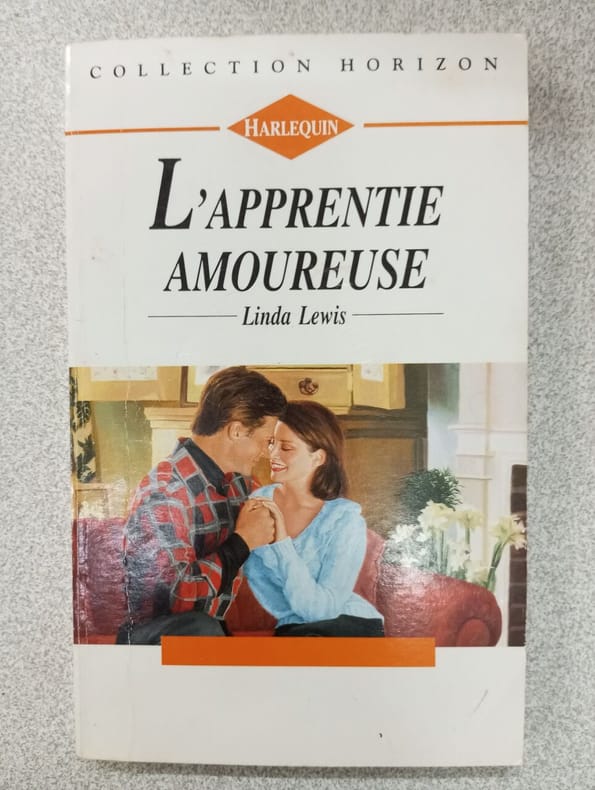 COLLECTION HORIZON
HARLEQUIN
L'APPRENTIE
AMOUREUSE
Linda Lewis